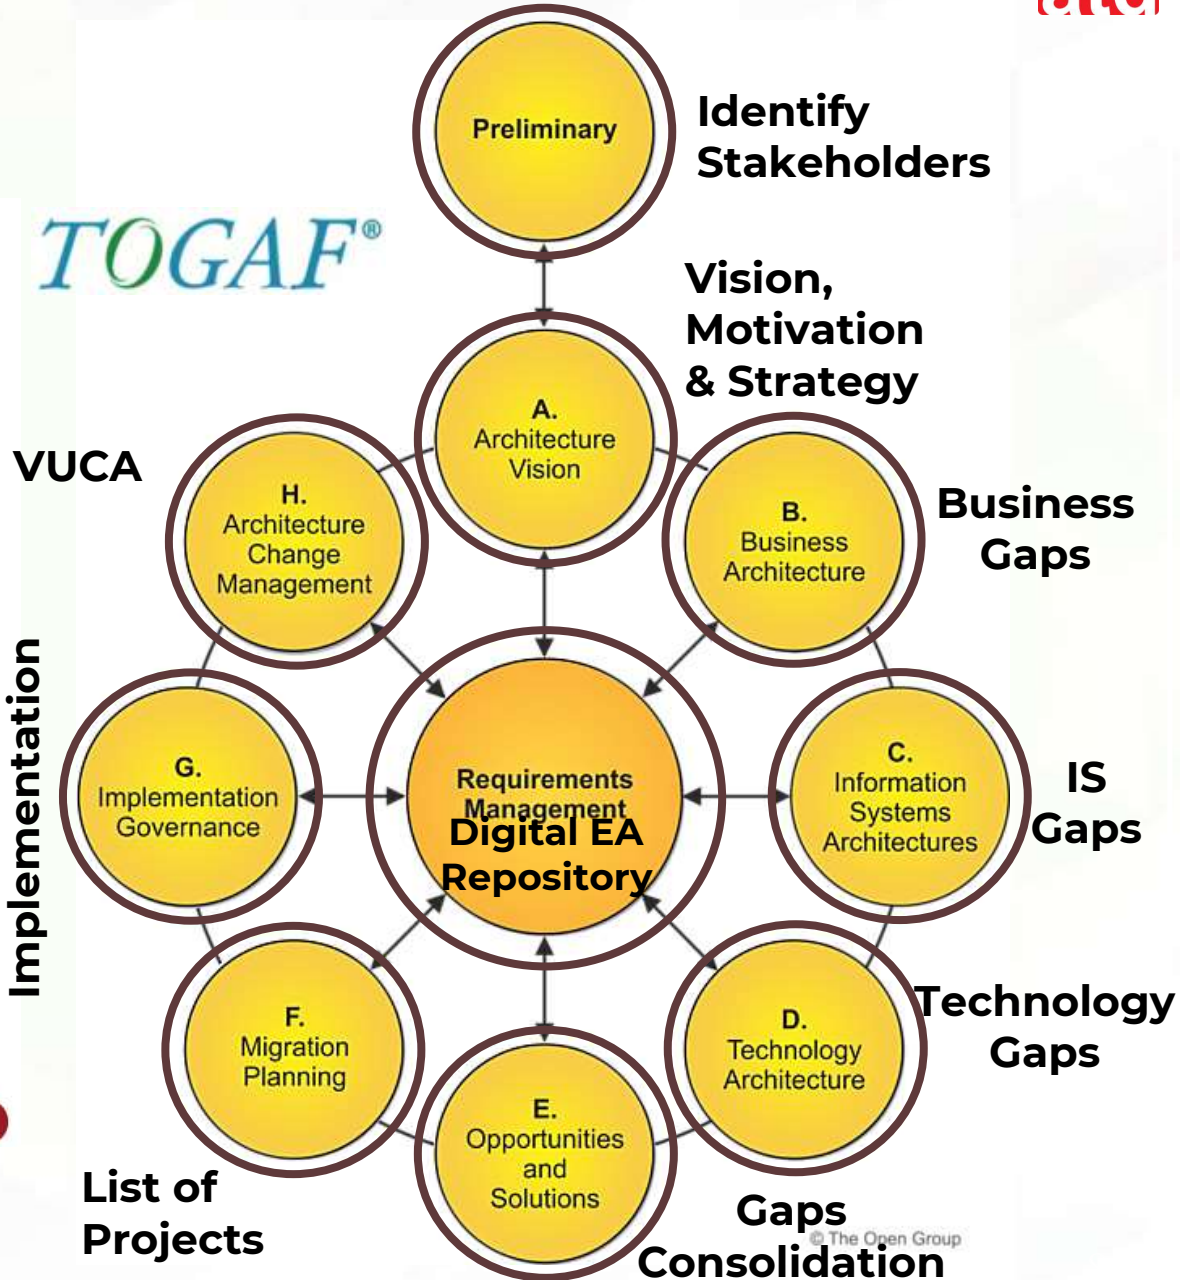 Preliminary
Identify
Stakeholders
TOGAF®
Vision,
Motivation
& Strategy
A.
Architecture
Vision
VUCA
H.
Architecture
Change
Management
B.
Business
Architecture
Business
Gaps
Implementation
G.
Implementation
Governance
Requirements
Management
Digital EA
Repository
C.
Information
Systems
Architectures
IS
Gaps
F.
Migration
Planning
D.
Technology
Architecture
Technology
Gaps
E.
Opportunities
and
Solutions
List of
Projects
Gaps
Consolidation
© The Open Group